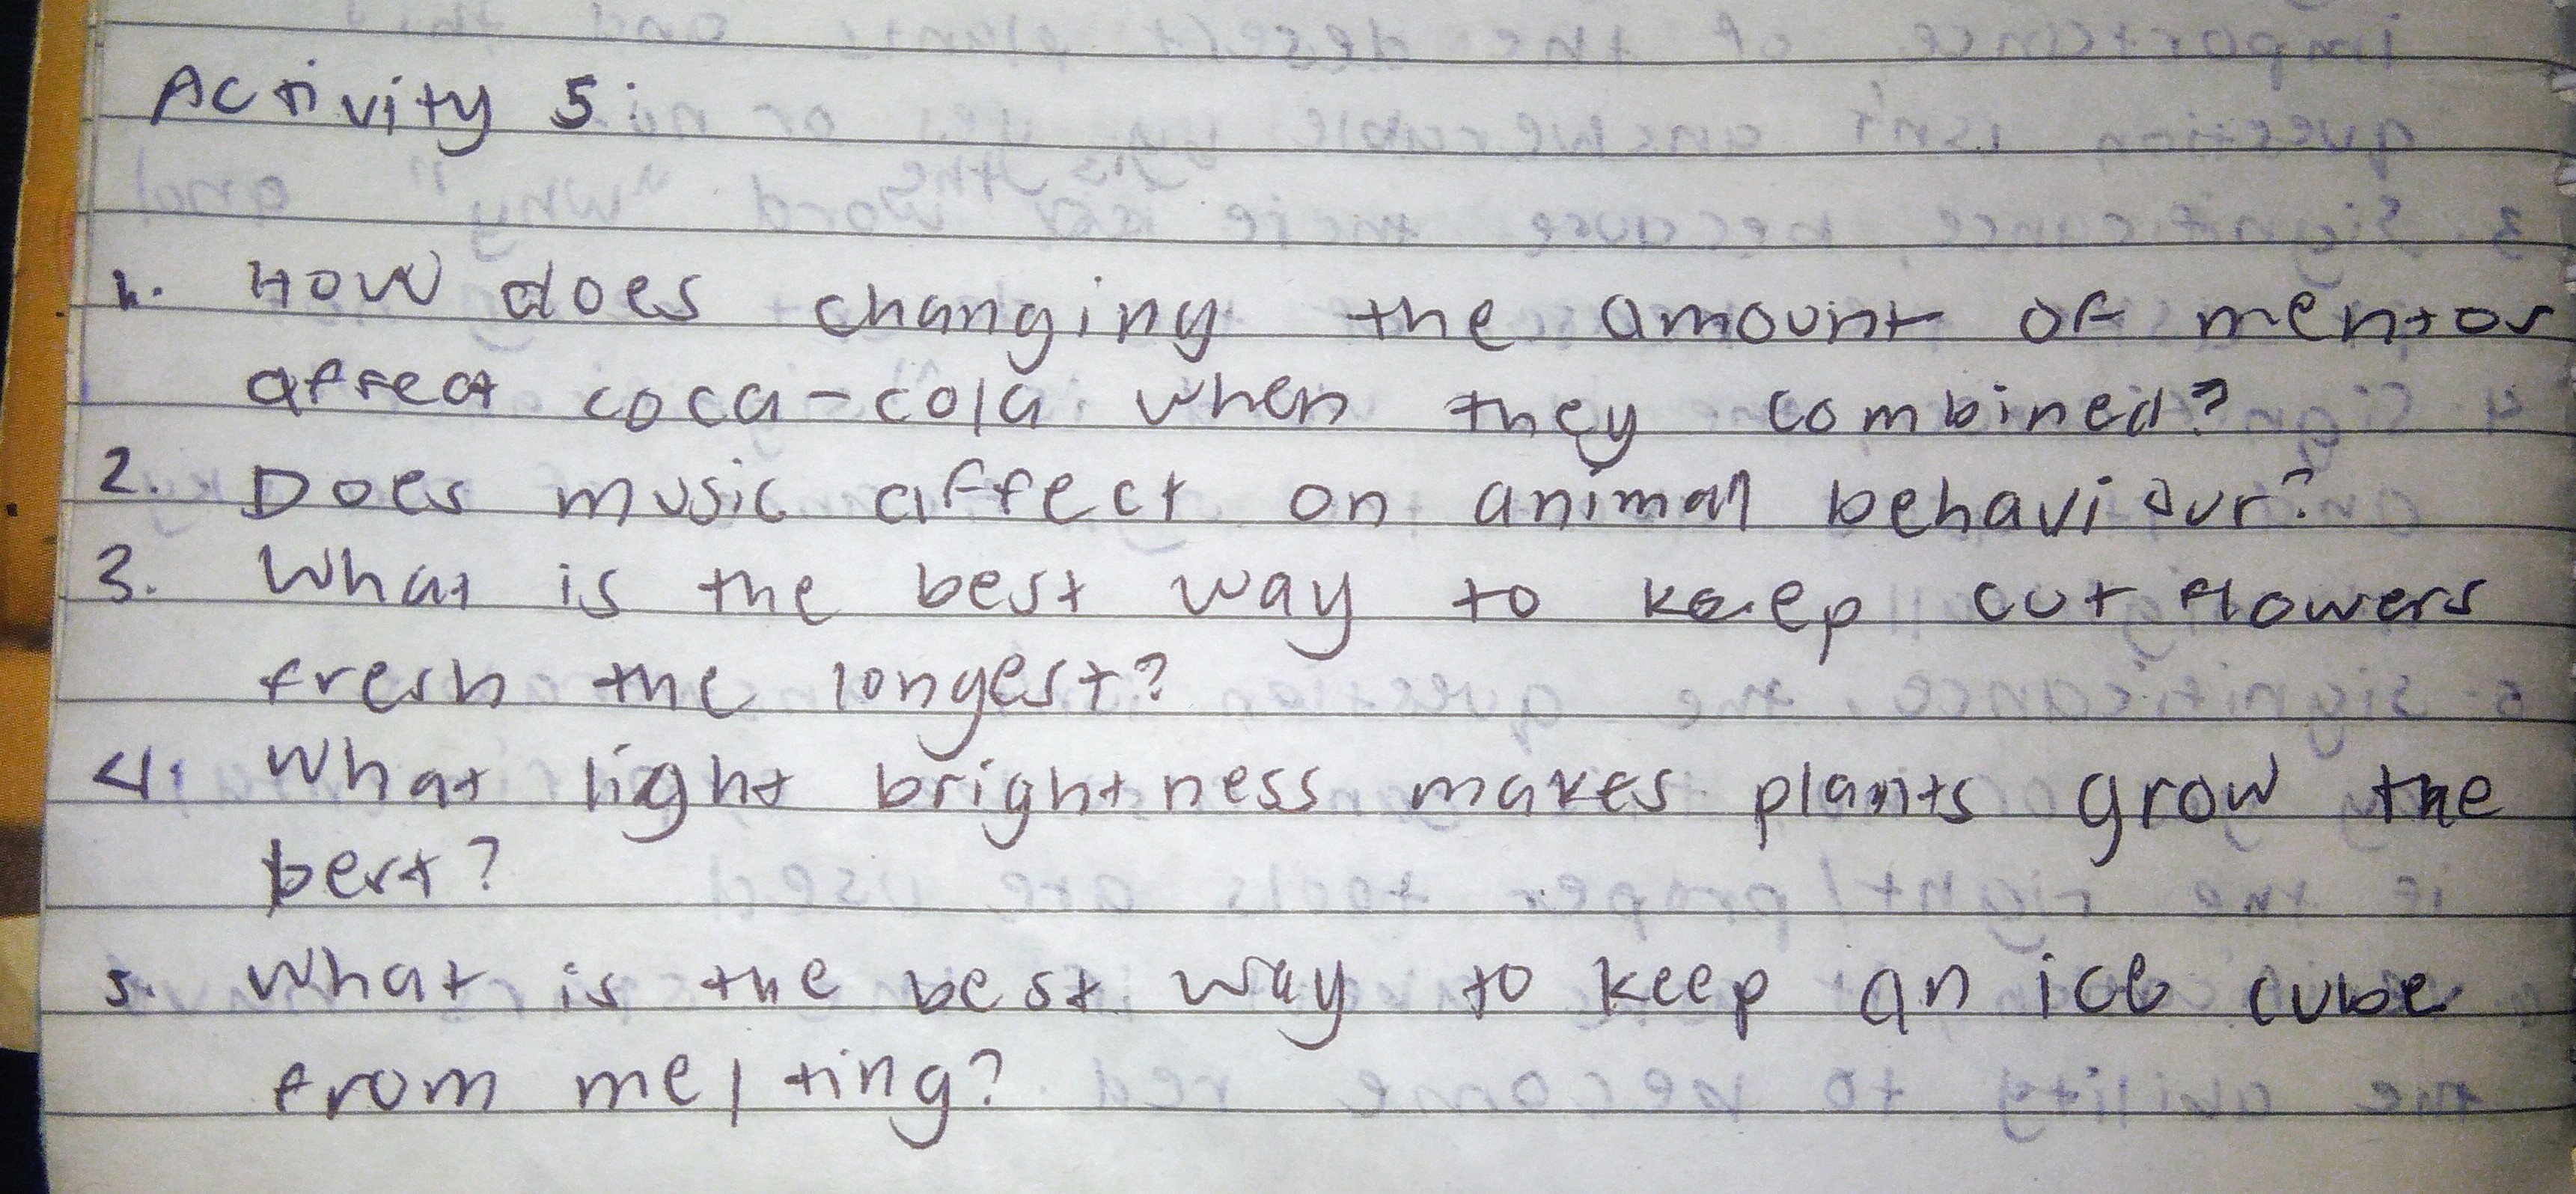 Activity 5:
1. How does changing the amount of mentos
affect coca-cola when they combined?
2. Does music affect on animal behaviour?
3. What is the best way to keep cut flowers
fresh the longest?
4. What light brightness makes plants grow the
best?
5. What is the best way to keep an ice cube
from melting?